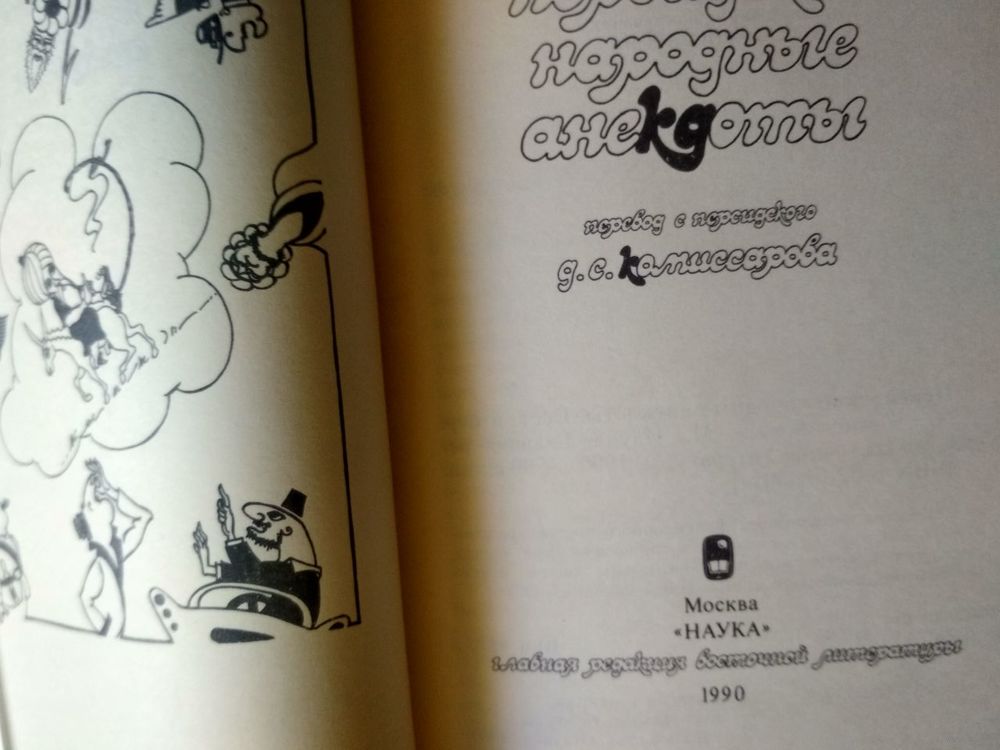 народные
анекдоты
перевод с персидского
д.с. комиссарова
Москва
«НАУКА»
главная редакция восточной литературы
1990